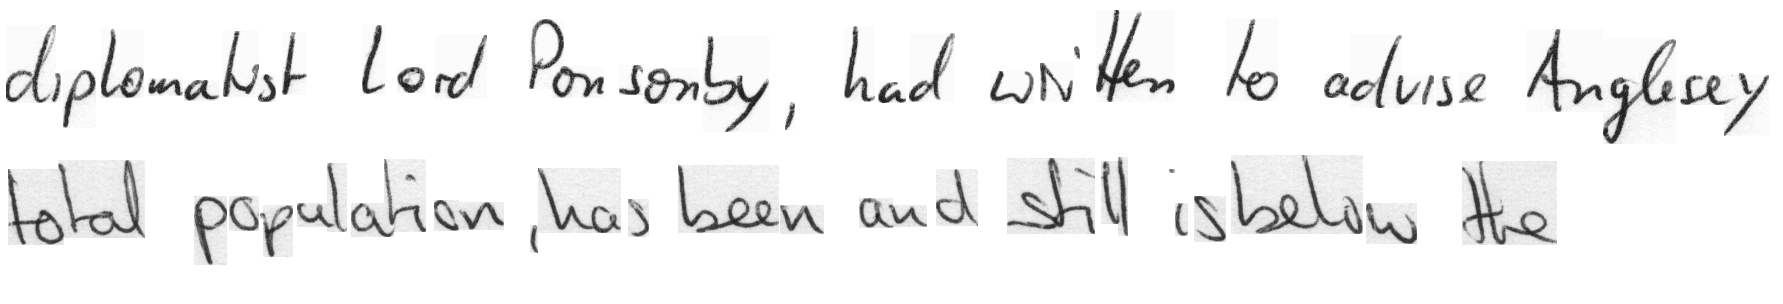 diplomatist Lord Ponsonby, had written to advise Anglesey
total population, has been and still is below the